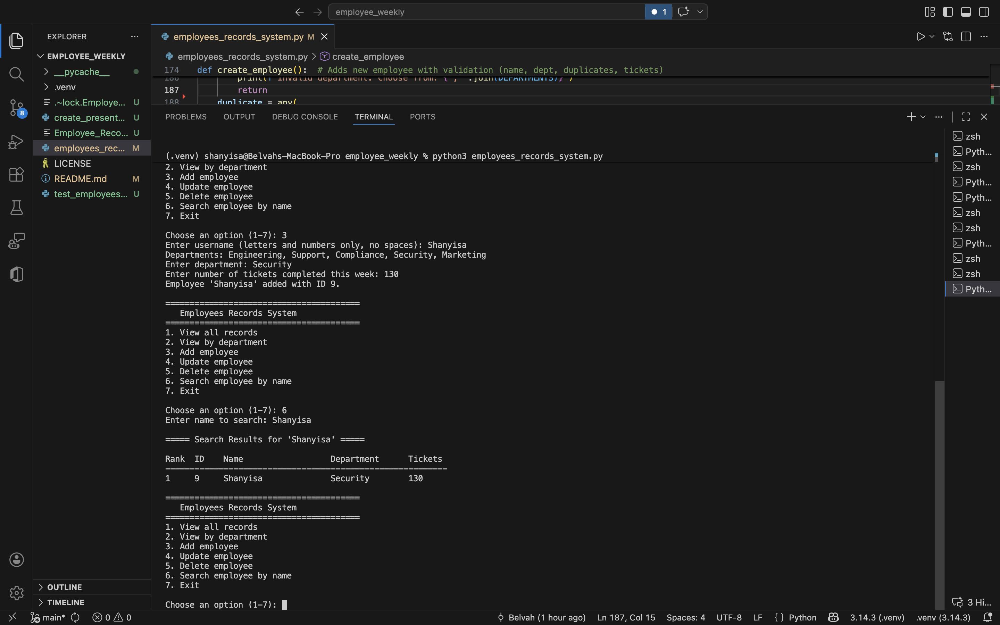 employee_weekly
1
EXPLORER
EMPLOYEE_WEEKLY
__pycache__
.venv
.~lock.Employe... U
create_present... U
Employee_Reco... U
employees_rec... M
LICENSE
README.md M
test_employees... U
OUTLINE
TIMELINE
8
employees_records_system.py M
employees_records_system.py > create_employee
174 def create_employee(): # Adds new employee with validation (name, dept, duplicates, tickets)
186 print(f"Invalid department. Choose from: {', '.join(DEPARTMENTS)}")
187 return
188 duplicate = any(
PROBLEMS OUTPUT DEBUG CONSOLE TERMINAL PORTS
(.venv) shanyisa@Belvahs-MacBook-Pro employee_weekly % python3 employees_records_system.py
2. View by department
3. Add employee
4. Update employee
5. Delete employee
6. Search employee by name
7. Exit
Choose an option (1-7): 3
Enter username (letters and numbers only, no spaces): Shanyisa
Departments: Engineering, Support, Compliance, Security, Marketing
Enter department: Security
Enter number of tickets completed this week: 130
Employee 'Shanyisa' added with ID 9.
========================================
Employees Records System
========================================
1. View all records
2. View by department
3. Add employee
4. Update employee
5. Delete employee
6. Search employee by name
7. Exit
Choose an option (1-7): 6
Enter name to search: Shanyisa
===== Search Results for 'Shanyisa' =====
Rank ID Name Department Tickets
----------------------------------------------------------
1 9 Shanyisa Security 130
========================================
Employees Records System
========================================
1. View all records
2. View by department
3. Add employee
4. Update employee
5. Delete employee
6. Search employee by name
7. Exit
Choose an option (1-7):
zsh
Pyth...
zsh
Pyth...
Pyth...
zsh
zsh
Pyth...
zsh
zsh
Pyth...
3 Hi...
main* 0 0 Belvah (1 hour ago) Ln 187, Col 15 Spaces: 4 UTF-8 LF {} Python 3.14.3 (.venv) .venv (3.14.3)